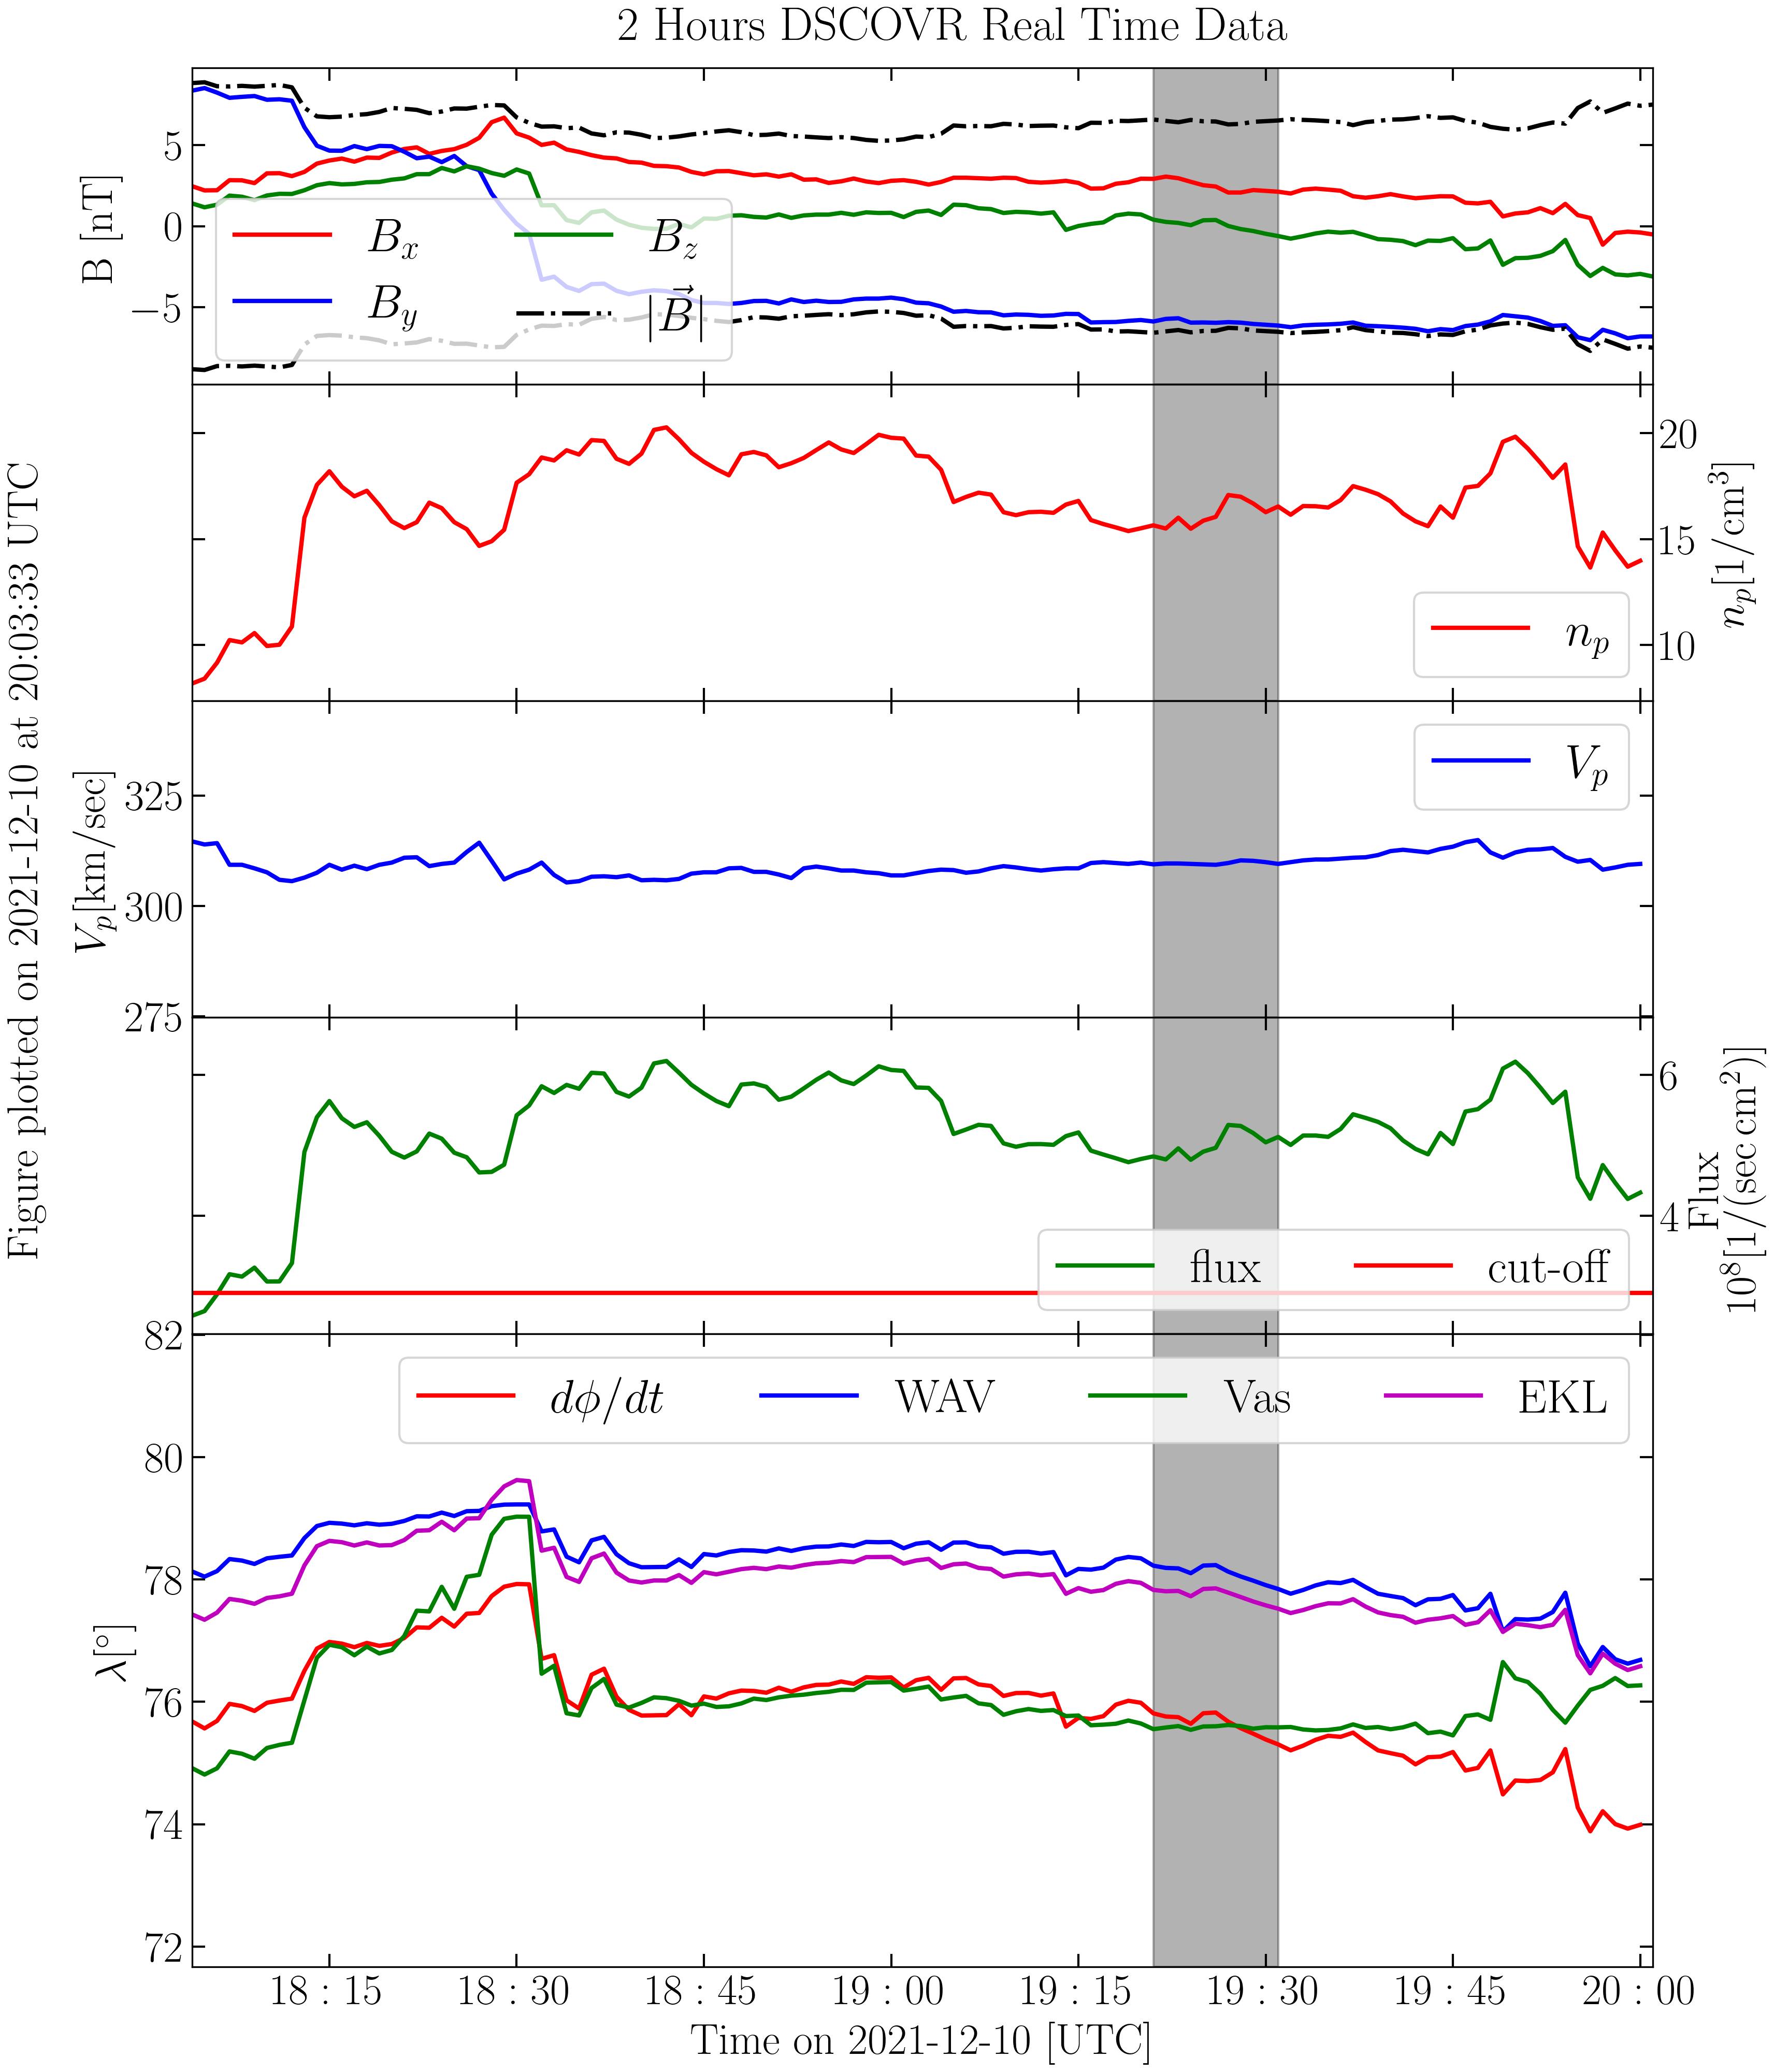 2 Hours DSCOVR Real Time Data
Figure plotted on 2021-12-10 at 20:03:33 UTC
B [nT]
5
0
−5
B_x
B_z
B_y
|\vec{B}|
20
15
10
n_p[1/cm^3]
n_p
V_p[km/sec]
325
300
275
V_p
6
4
Flux
10^8[1/(sec cm^2)]
flux
cut-off
λ[°]
82
80
78
76
74
72
dϕ/dt
WAV
Vas
EKL
18 : 15
18 : 30
18 : 45
19 : 00
19 : 15
19 : 30
19 : 45
20 : 00
Time on 2021-12-10 [UTC]